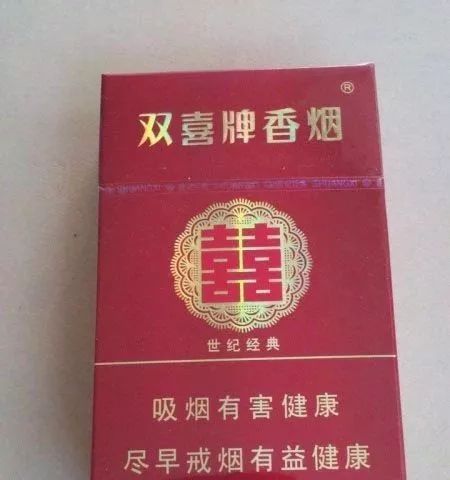 双喜牌香烟®
SHUANGXI
囍
世纪经典
吸烟有害健康
尽早戒烟有益健康